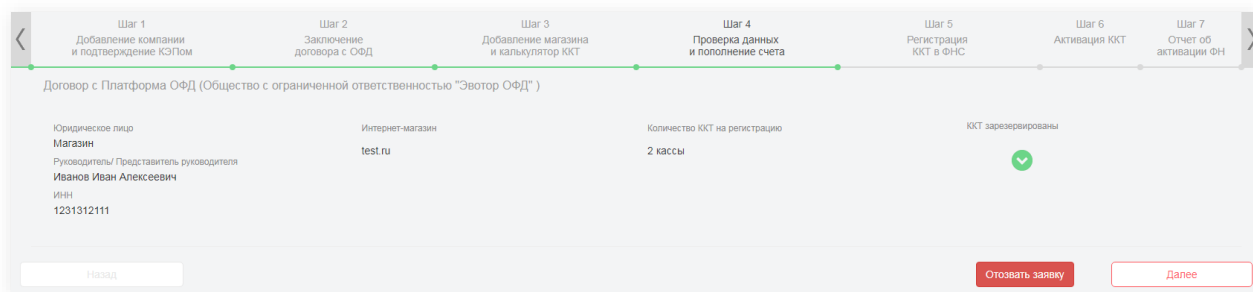 Шаг 1
Добавление компании
и подтверждение КЭПом
Шаг 2
Заключение
договора с ОФД
Шаг 3
Добавление магазина
и калькулятор ККТ
Шаг 4
Проверка данных
и пополнение счета
Шаг 5
Регистрация
ККТ в ФНС
Шаг 6
Активация ККТ
Шаг 7
Отчет об
активации ФН
Договор с Платформа ОФД (Общество с ограниченной ответственностью "Эвотор ОФД" )
Юридическое лицо
Магазин
Руководитель/ Представитель руководителя
Иванов Иван Алексеевич
ИНН
1231312111
Интернет-магазин
test.ru
Количество ККТ на регистрацию
2 кассы
ККТ зарезервированы
Назад
Отозвать заявку
Далее